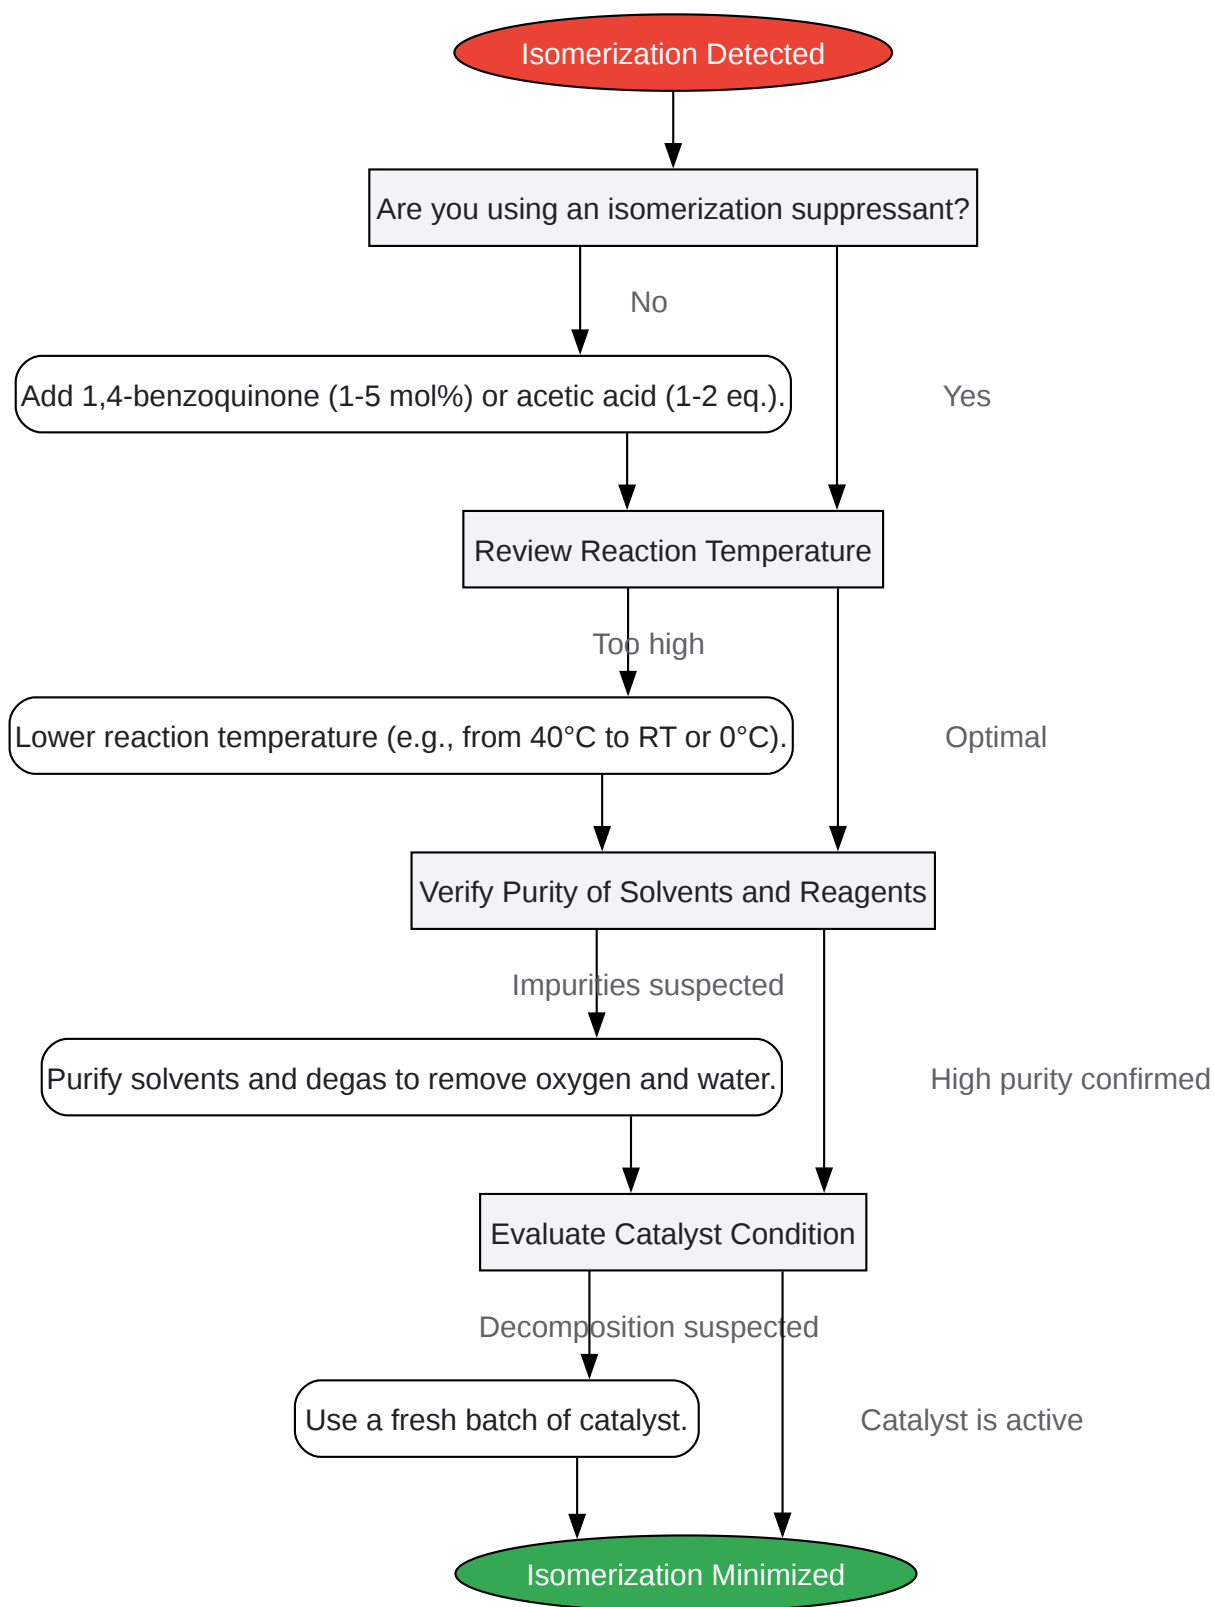 Isomerization Detected
Are you using an isomerization suppressant?
No
Add 1,4-benzoquinone (1-5 mol%) or acetic acid (1-2 eq.).
Yes
Review Reaction Temperature
Too high
Lower reaction temperature (e.g., from 40°C to RT or 0°C).
Optimal
Verify Purity of Solvents and Reagents
Impurities suspected
Purify solvents and degas to remove oxygen and water.
High purity confirmed
Evaluate Catalyst Condition
Decomposition suspected
Use a fresh batch of catalyst.
Catalyst is active
Isomerization Minimized